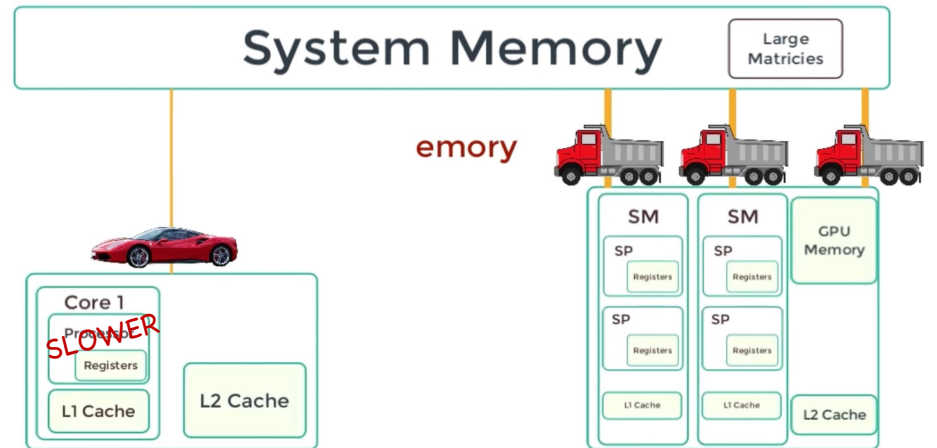 System Memory
Large
Matricies
emory
Core 1
Processor
SLOWER
Registers
L1 Cache
L2 Cache
SM
SP
Registers
SP
Registers
L1 Cache
SM
SP
Registers
SP
Registers
L1 Cache
GPU
Memory
L2 Cache